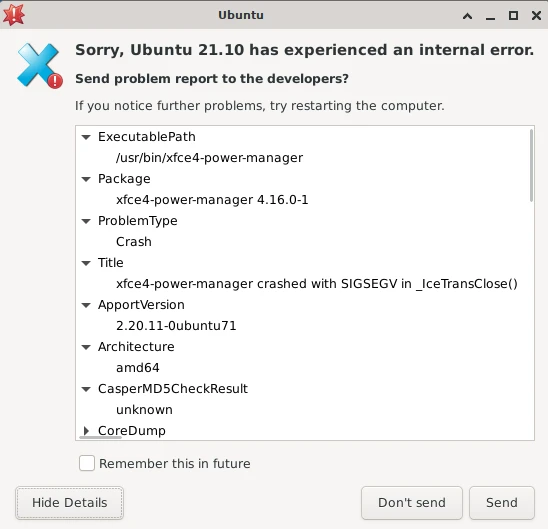 Ubuntu
Sorry, Ubuntu 21.10 has experienced an internal error.
Send problem report to the developers?
If you notice further problems, try restarting the computer.
ExecutablePath
/usr/bin/xfce4-power-manager
Package
xfce4-power-manager 4.16.0-1
ProblemType
Crash
Title
xfce4-power-manager crashed with SIGSEGV in _IceTransClose()
ApportVersion
2.20.11-0ubuntu71
Architecture
amd64
CasperMD5CheckResult
unknown
CoreDump
Remember this in future
Hide Details
Don't send
Send